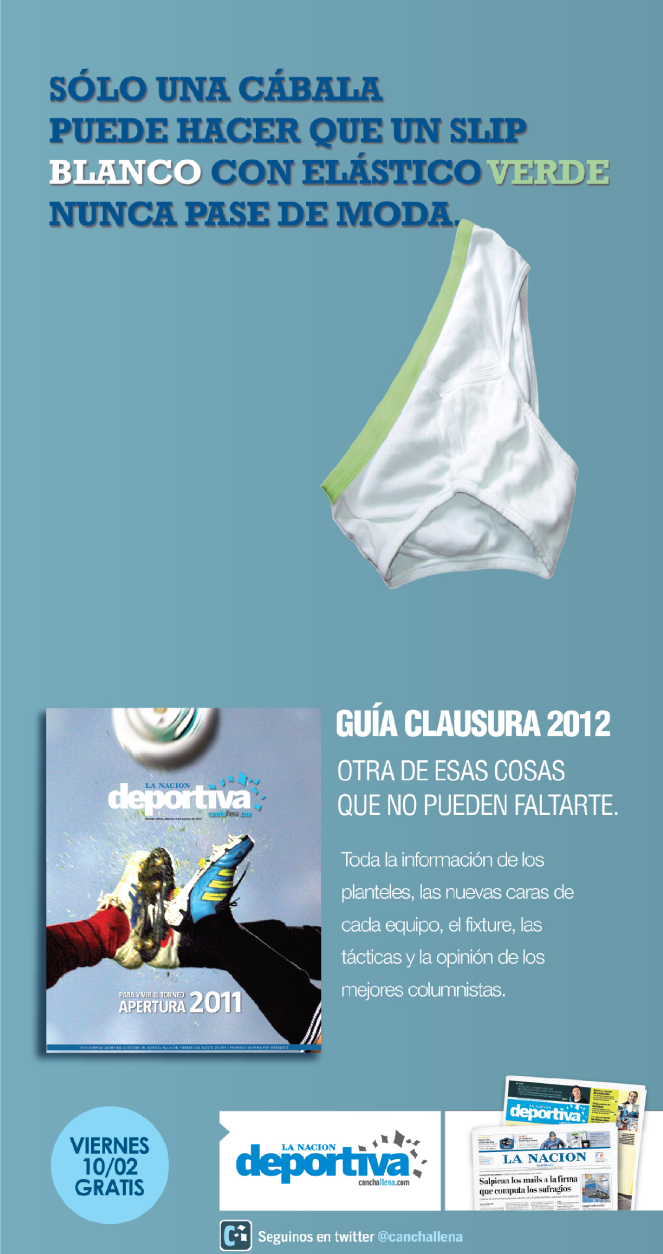 SÓLO UNA CÁBALA
PUEDE HACER QUE UN SLIP
BLANCO CON ELÁSTICO VERDE
NUNCA PASE DE MODA.
LA NACION
deportiva
canchallena.com
PARA VIVIR EL TORNEO
APERTURA 2011
GUÍA CLAUSURA 2012
OTRA DE ESAS COSAS
QUE NO PUEDEN FALTARTE.
Toda la información de los
planteles, las nuevas caras de
cada equipo, el fixture, las
tácticas y la opinión de los
mejores columnistas.
VIERNES
10/02
GRATIS
LA NACION
deportiva
canchallena.com
LA NACION
deportiva
LA NACION
Salpican los mails a la firma
que computa los sufragios
Seguinos en twitter @canchallena